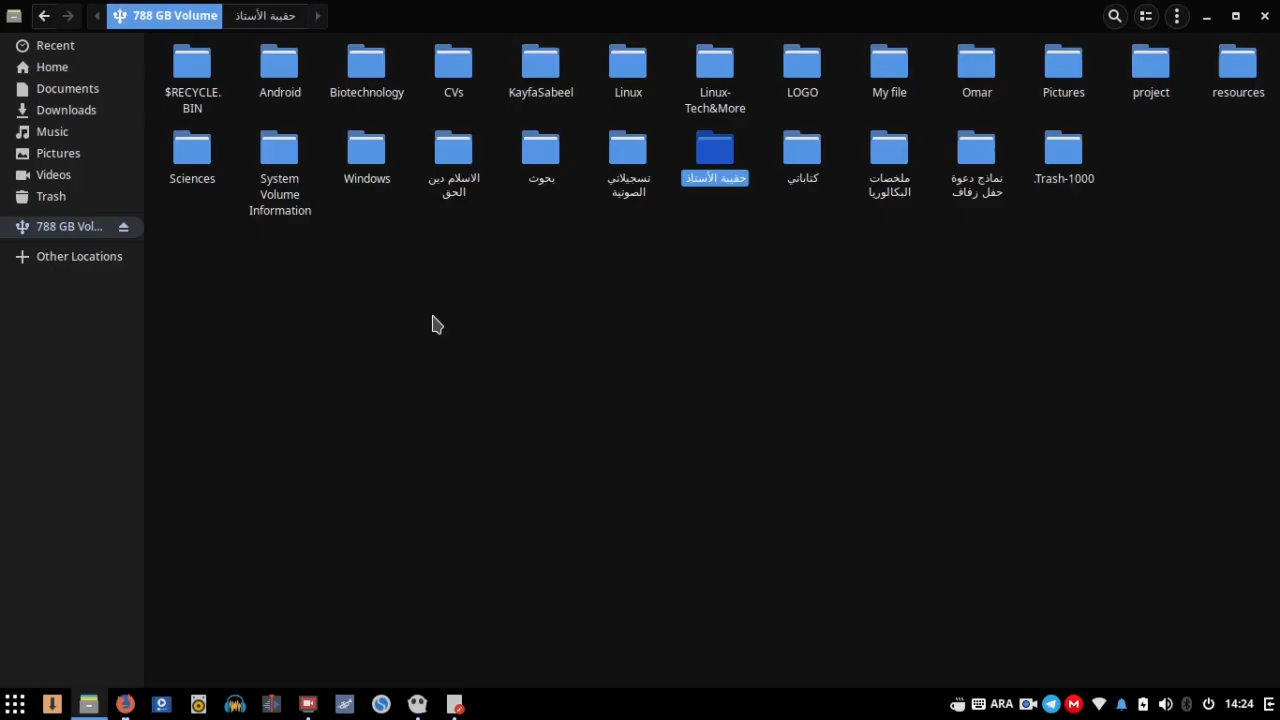 788 GB Volume
حقيبة الأستاذ
Recent
Home
Documents
Downloads
Music
Pictures
Videos
Trash
788 GB Vol...
Other Locations
$RECYCLE.
BIN
Android
Biotechnology
CVs
KayfaSabeel
Linux
Linux-
Tech&More
LOGO
My file
Omar
Pictures
project
resources
Sciences
System
Volume
Information
Windows
الاسلام دين
الحق
بحوث
تسجيلاتي
الصوتية
حقيبة الأستاذ
كتاباتي
ملخصات
البكالوريا
نماذج دعوة
حفل زفاف
.Trash-1000
ARA
14:24